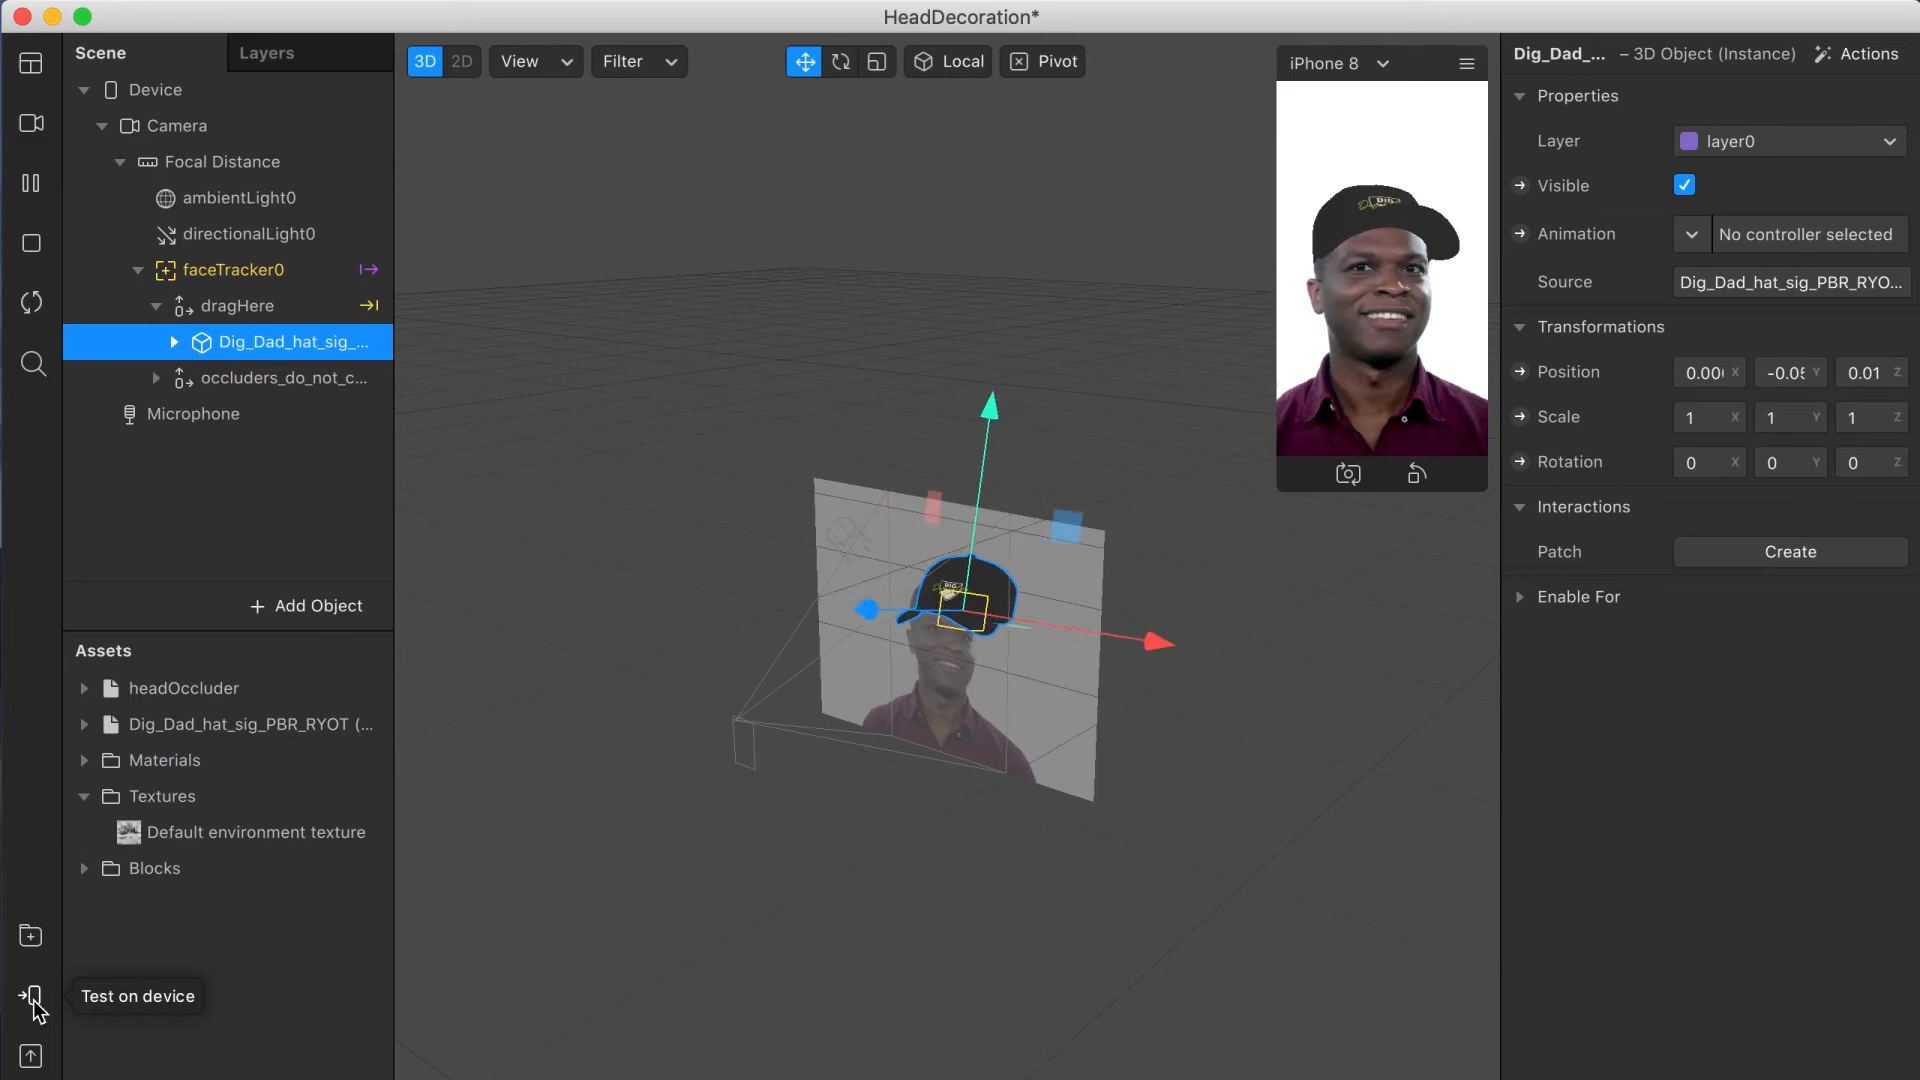 HeadDecoration*
Scene
Layers
Device
Camera
Focal Distance
ambientLight0
directionalLight0
faceTracker0
dragHere
Dig_Dad_hat_sig_...
occluders_do_not_c...
Microphone
+ Add Object
Assets
headOccluder
Dig_Dad_hat_sig_PBR_RYOT (...
Materials
Textures
Default environment texture
Blocks
Test on device
3D 2D View Filter Local Pivot
iPhone 8
DIG
DIG
Dig_Dad_... – 3D Object (Instance) Actions
Properties
Layer layer0
Visible
Animation No controller selected
Source Dig_Dad_hat_sig_PBR_RYO...
Transformations
Position 0.00 X -0.05 Y 0.01 Z
Scale 1 X 1 Y 1 Z
Rotation 0 X 0 Y 0 Z
Interactions
Patch Create
Enable For